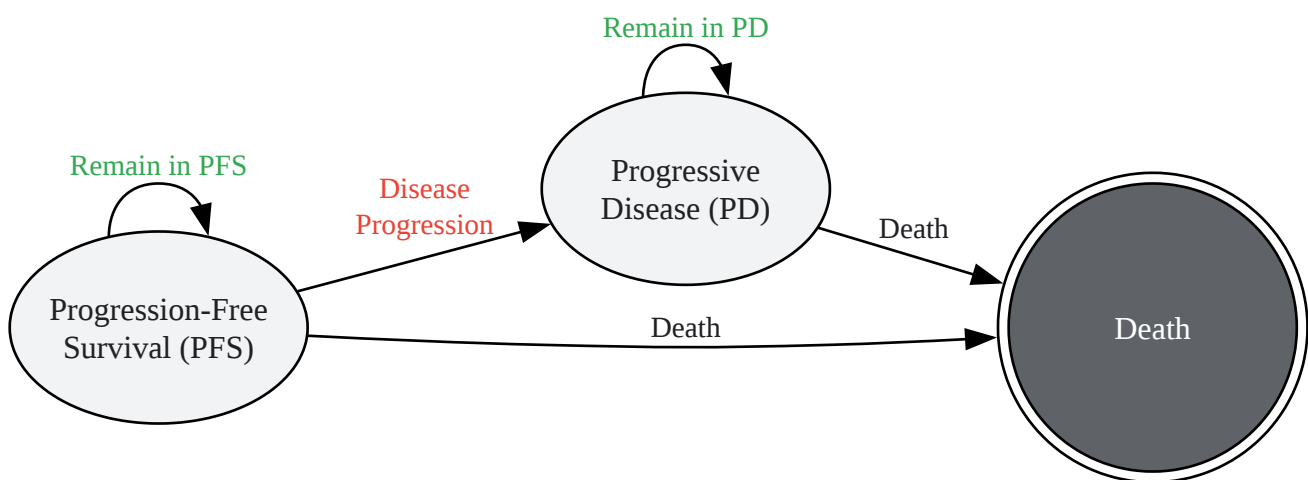 Remain in PD
Remain in PFS
Disease
Progression
Progressive
Disease (PD)
Death
Progression-Free
Survival (PFS)
Death
Death